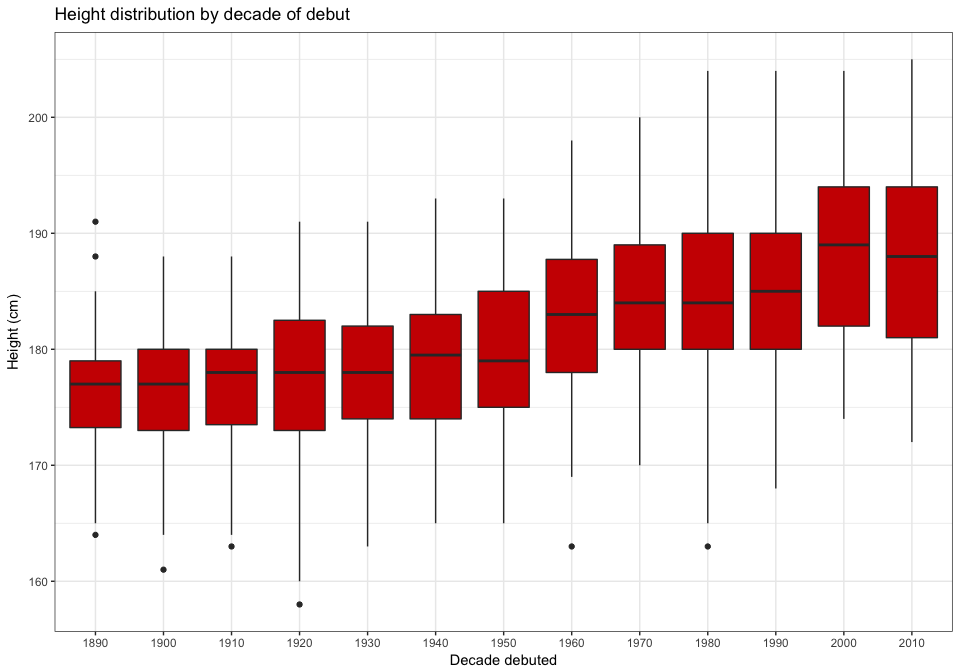 Height distribution by decade of debut
Height (cm)
200
190
180
170
160
1890 1900 1910 1920 1930 1940 1950 1960 1970 1980 1990 2000 2010
Decade debuted